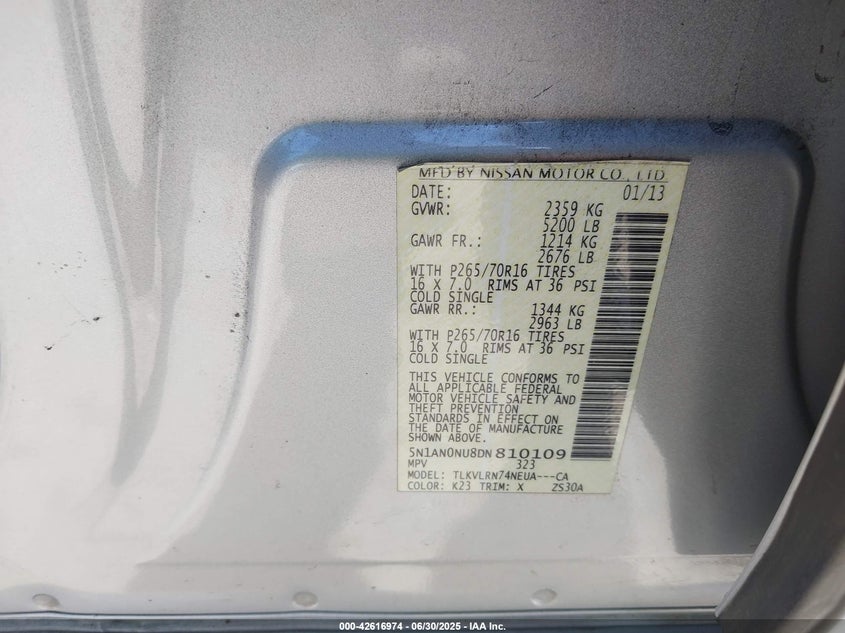 MFD BY NISSAN MOTOR CO., LTD.
DATE: 01/13
GVWR: 2359 KG
5200 LB
GAWR FR.: 1214 KG
2676 LB
WITH P265/70R16 TIRES
16 X 7.0 RIMS AT 36 PSI
COLD SINGLE
GAWR RR.: 1344 KG
2963 LB
WITH P265/70R16 TIRES
16 X 7.0 RIMS AT 36 PSI
COLD SINGLE
THIS VEHICLE CONFORMS TO
ALL APPLICABLE FEDERAL
MOTOR VEHICLE SAFETY AND
THEFT PREVENTION
STANDARDS IN EFFECT ON
THE DATE OF MANUFACTURE
SHOWN ABOVE.
5N1AN0NU8DN810109
MPV 323
MODEL: TLKVLRN74NEUA---CA
COLOR: K23 TRIM: X ZS30A
000-42616974 - 06/30/2025 - IAA Inc.